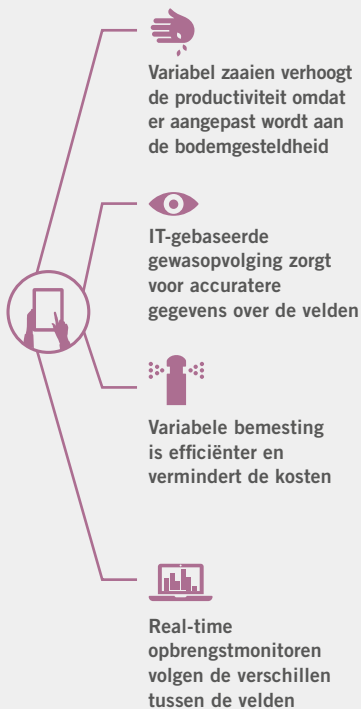 Variabel zaaien verhoogt
de productiviteit omdat
er aangepast wordt aan
de bodemgesteldheid
IT-gebaseerde
gewasopvolging zorgt
voor accuratere
gegevens over de velden
Variabele bemesting
is efficiënter en
vermindert de kosten
Real-time
opbrengstmonitoren
volgen de verschillen
tussen de velden